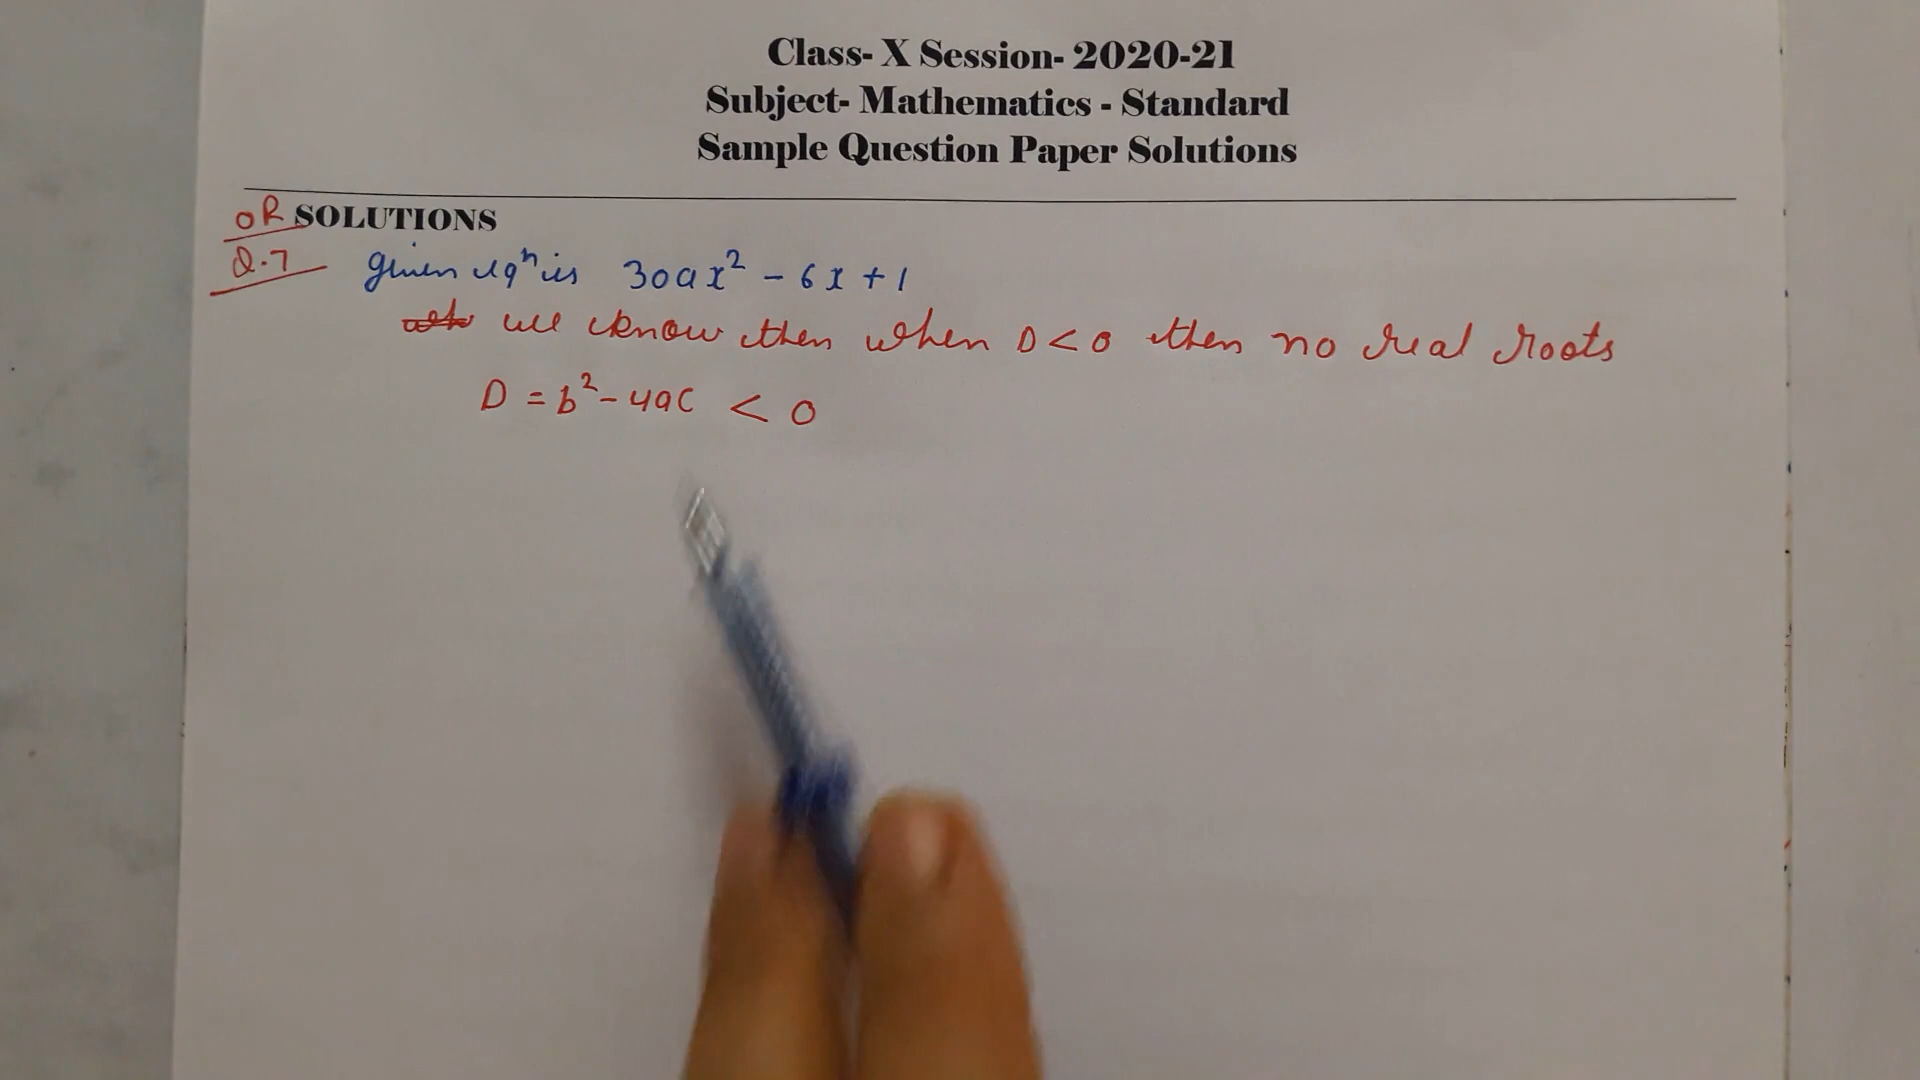 Class- X Session- 2020-21
Subject- Mathematics - Standard
Sample Question Paper Solutions
OR SOLUTIONS
Q.7 given eqⁿ is 30ax² - 6x + 1
we know then when D < 0 then no real roots
D = b² - 4ac < 0